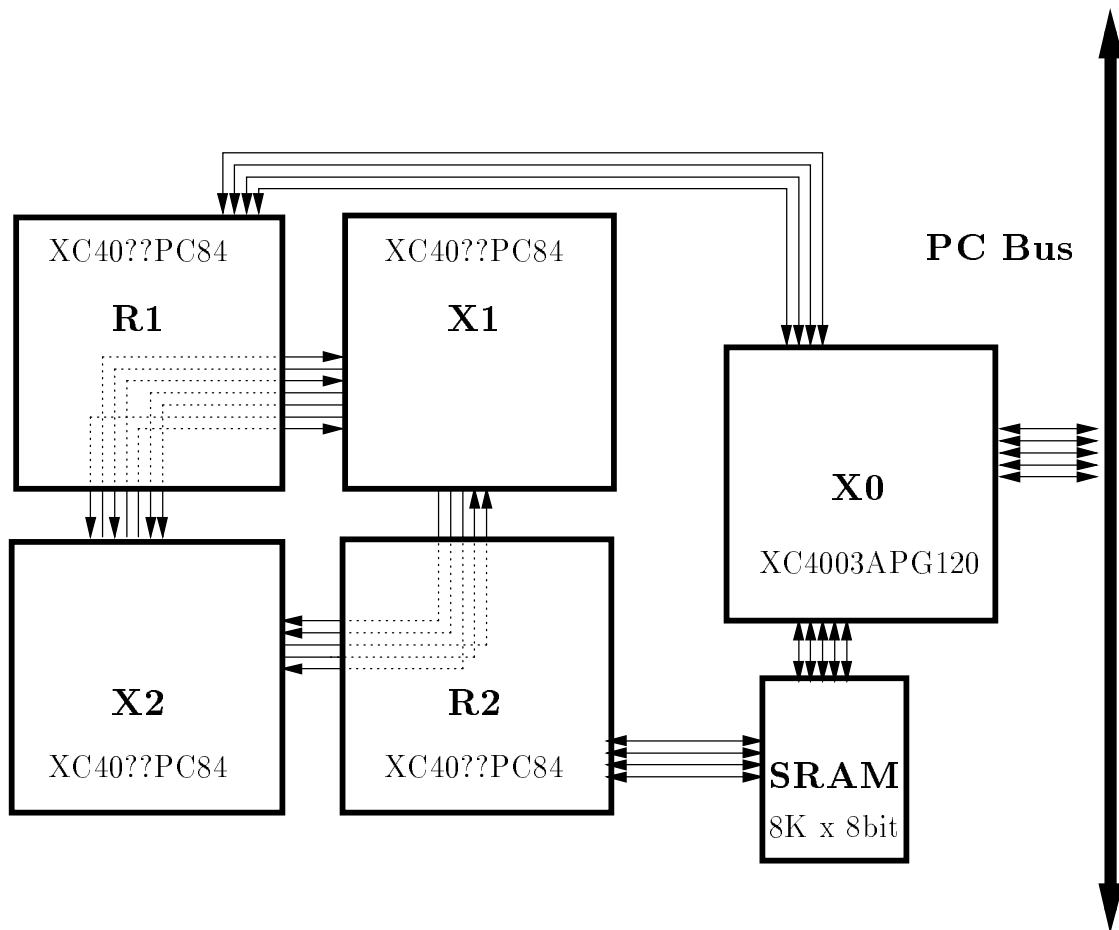 XC40??PC84
R1
XC40??PC84
X1
PC Bus
X0
XC4003APG120
X2
XC40??PC84
R2
XC40??PC84
SRAM
8K x 8bit